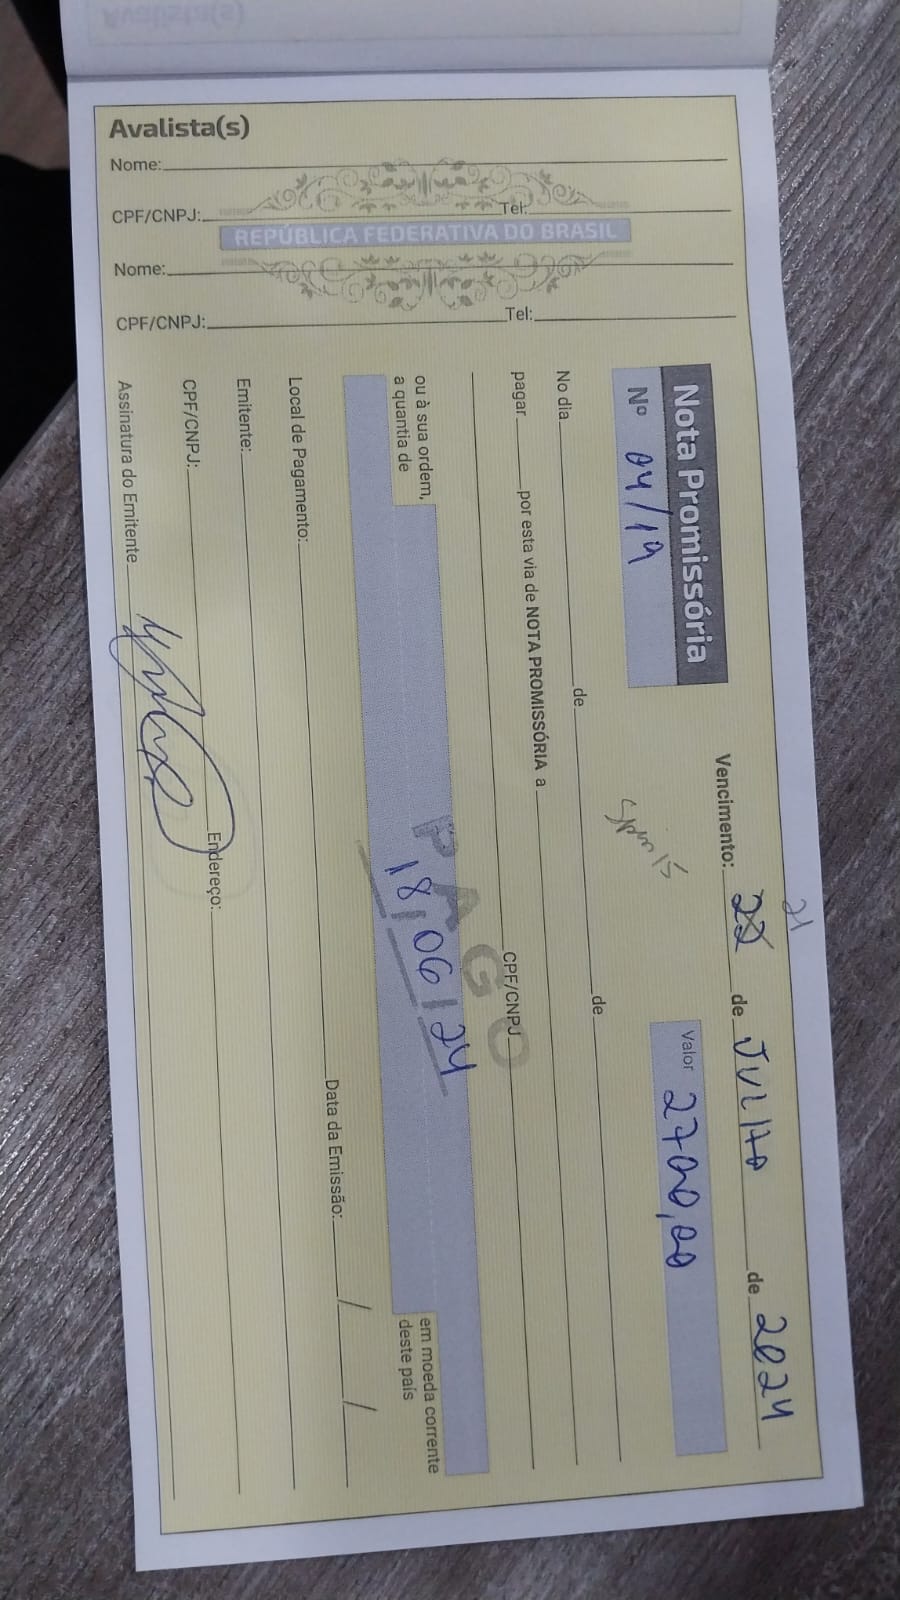 Avalista(s)
Nome:
CPF/CNPJ: Tel:
REPÚBLICA FEDERATIVA DO BRASIL
Nome:
CPF/CNPJ: Tel:
21
Nota Promissória Vencimento: 22 de JULHO de 2024
Nº 04/19 Valor 2700,00
No dia de de
pagar por esta via de NOTA PROMISSÓRIA a
CPF/CNPJ
ou à sua ordem,
a quantia de
em moeda corrente
deste país
PAGO
18/06/24
Local de Pagamento: Data da Emissão: / /
Emitente:
CPF/CNPJ: Endereço:
Assinatura do Emitente